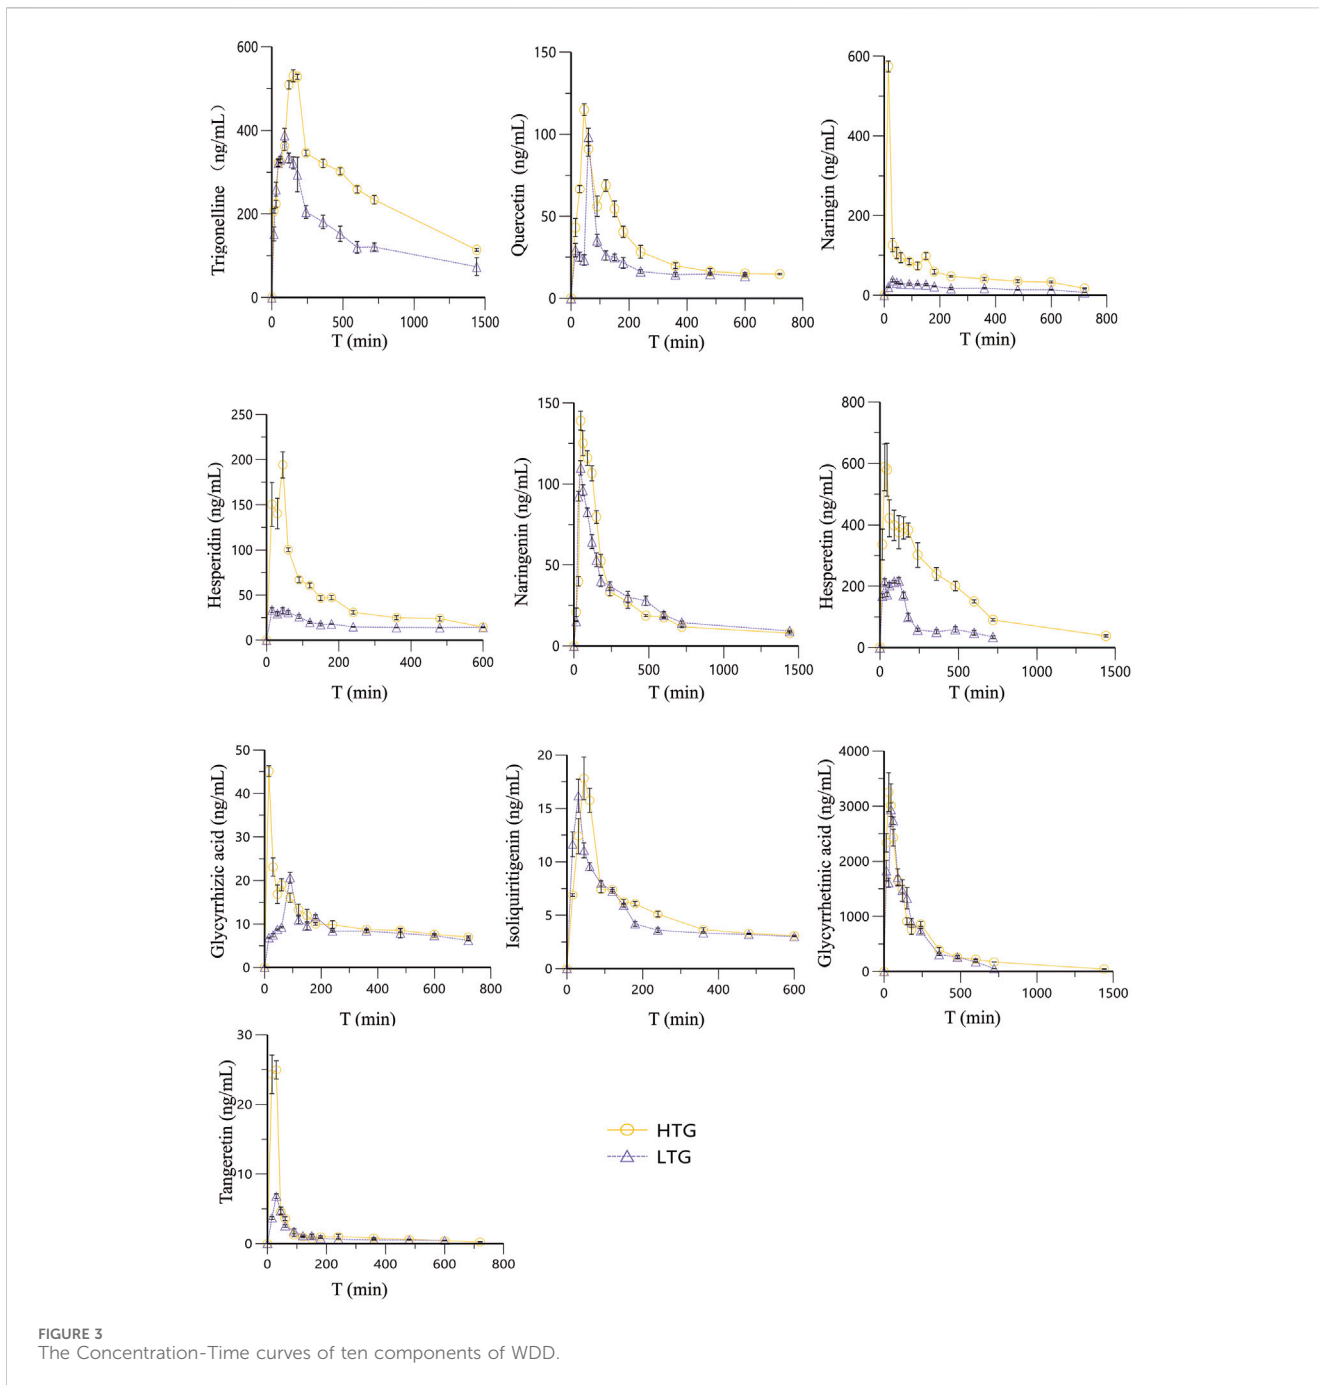 600
400
200
0
0 500 1000 1500
Trigonelline (ng/mL)
T (min)
150
100
50
0
0 200 400 600 800
Quercetin (ng/mL)
T (min)
600
400
200
0
0 200 400 600 800
Naringin (ng/mL)
T (min)
250
200
150
100
50
0
0 200 400 600
Hesperidin (ng/mL)
T (min)
150
100
50
0
0 500 1000 1500
Naringenin (ng/mL)
T (min)
800
600
400
200
0
0 500 1000 1500
Hesperetin (ng/mL)
T (min)
50
40
30
20
10
0
0 200 400 600 800
Glycyrrhizic acid (ng/mL)
T (min)
20
15
10
5
0
0 200 400 600
Isoliquiritigenin (ng/mL)
T (min)
4000
3000
2000
1000
0
0 500 1000 1500
Glycyrrhetinic acid (ng/mL)
T (min)
30
20
10
0
0 200 400 600 800
Tangeretin (ng/mL)
T (min)
HTG
LTG
FIGURE 3
The Concentration-Time curves of ten components of WDD.